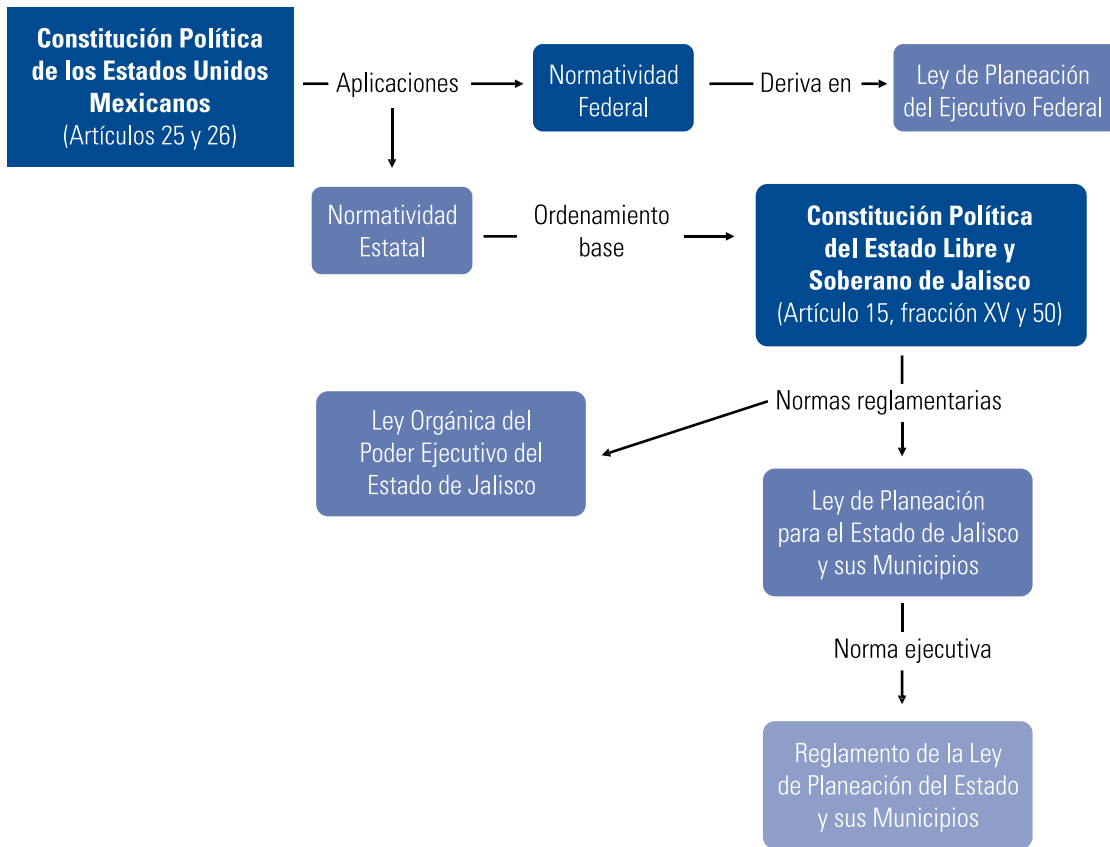 Constitución Política
de los Estados Unidos
Mexicanos
(Artículos 25 y 26)
Aplicaciones
Normatividad
Federal
Deriva en
Ley de Planeación
del Ejecutivo Federal
Normatividad
Estatal
Ordenamiento
base
Constitución Política
del Estado Libre y
Soberano de Jalisco
(Artículo 15, fracción XV y 50)
Normas reglamentarias
Ley Orgánica del
Poder Ejecutivo del
Estado de Jalisco
Ley de Planeación
para el Estado de Jalisco
y sus Municipios
Norma ejecutiva
Reglamento de la Ley
de Planeación del Estado
y sus Municipios